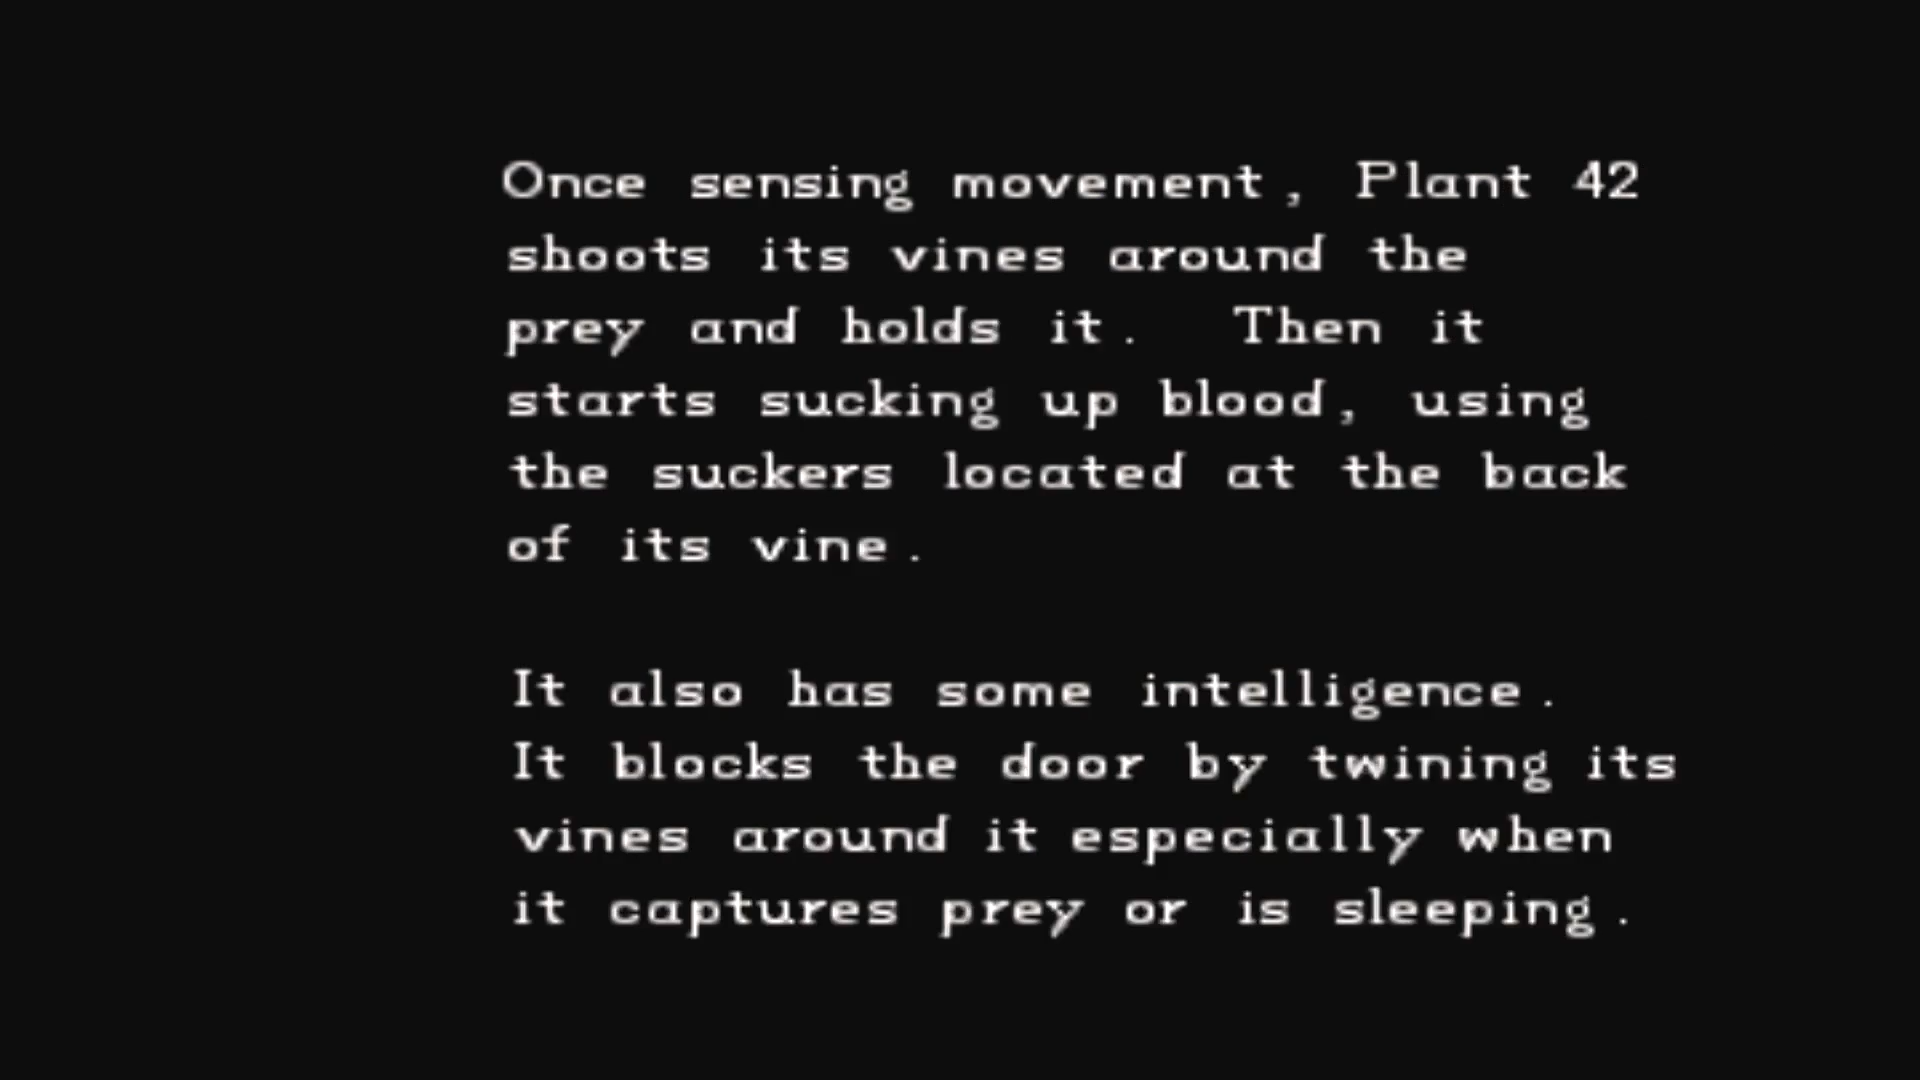 Once sensing movement, Plant 42
shoots its vines around the
prey and holds it. Then it
starts sucking up blood, using
the suckers located at the back
of its vine.
It also has some intelligence.
It blocks the door by twining its
vines around it especially when
it captures prey or is sleeping.